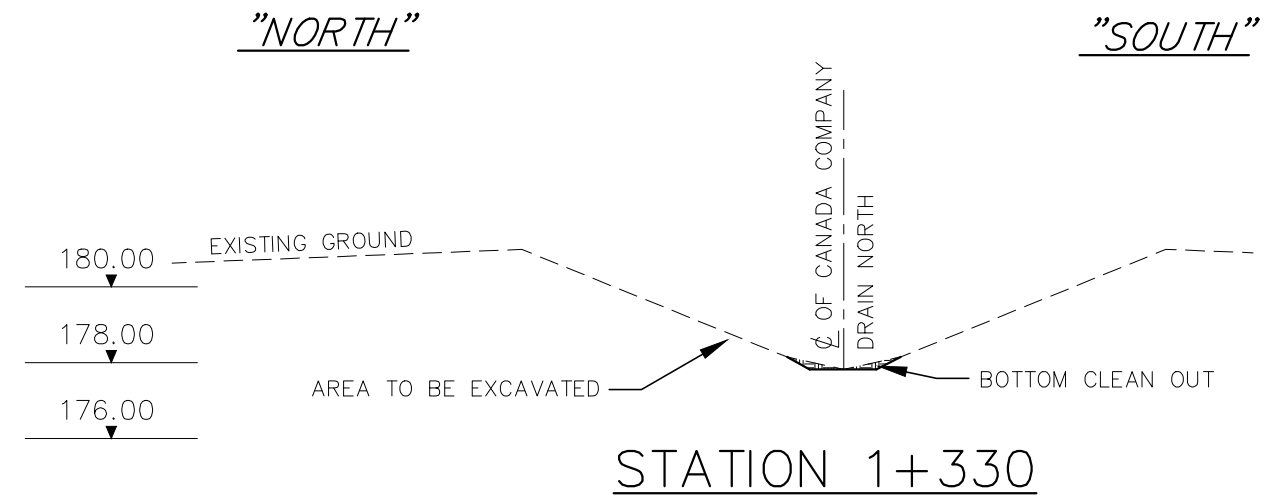 "NORTH"
"SOUTH"
℄ OF CANADA COMPANY
DRAIN NORTH
EXISTING GROUND
180.00
178.00
176.00
AREA TO BE EXCAVATED
BOTTOM CLEAN OUT
STATION 1+330